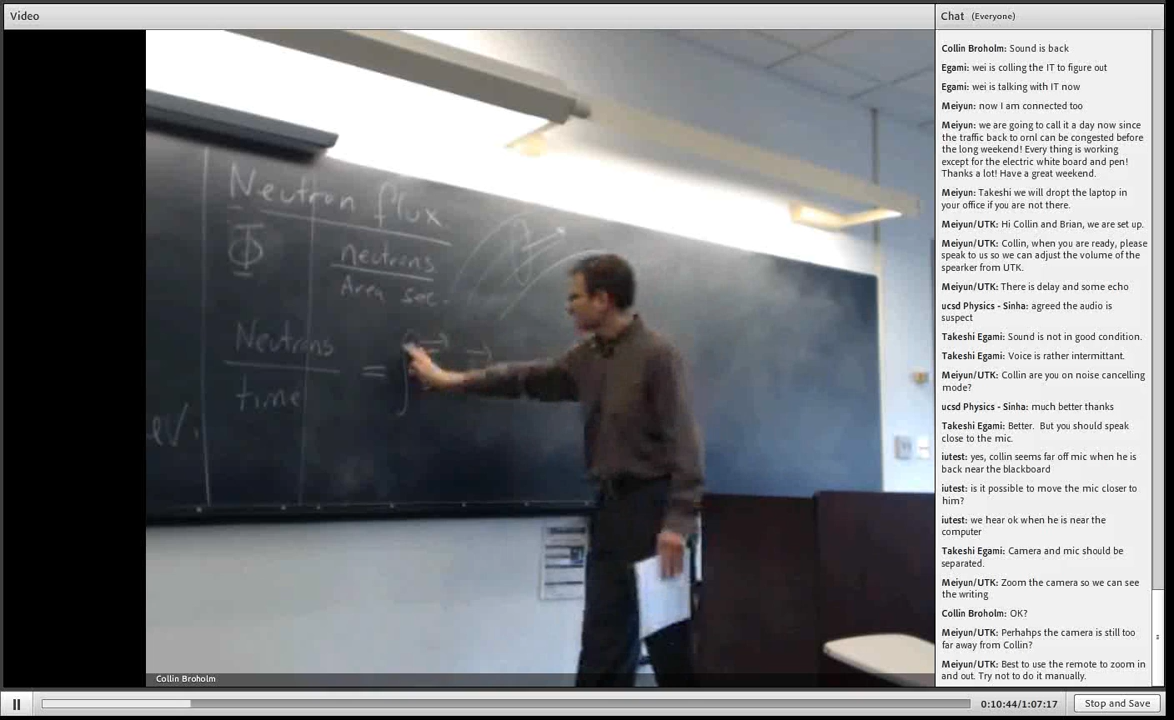 Video
Neutron flux
Φ
neutrons
Area sec.
Neutrons
time
=
∫
eV.
Collin Broholm
Chat (Everyone)
Collin Broholm: Sound is back
Egami: wei is colling the IT to figure out
Egami: wei is talking with IT now
Meiyun: now I am connected too
Meiyun: we are going to call it a day now since
the traffic back to ornl can be congested before
the long weekend! Every thing is working
except for the electric white board and pen!
Thanks a lot! Have a great weekend.
Meiyun: Takeshi we will dropt the laptop in
your office if you are not there.
Meiyun/UTK: Hi Collin and Brian, we are set up.
Meiyun/UTK: Collin, when you are ready, please
speak to us so we can adjust the volume of the
spearker from UTK.
Meiyun/UTK: There is delay and some echo
ucsd Physics - Sinha: agreed the audio is
suspect
Takeshi Egami: Sound is not in good condition.
Takeshi Egami: Voice is rather intermittant.
Meiyun/UTK: Collin are you on noise cancelling
mode?
ucsd Physics - Sinha: much better thanks
Takeshi Egami: Better. But you should speak
close to the mic.
iutest: yes, collin seems far off mic when he is
back near the blackboard
iutest: is it possible to move the mic closer to
him?
iutest: we hear ok when he is near the
computer
Takeshi Egami: Camera and mic should be
separated.
Meiyun/UTK: Zoom the camera so we can see
the writing
Collin Broholm: OK?
Meiyun/UTK: Perhahps the camera is still too
far away from Collin?
Meiyun/UTK: Best to use the remote to zoom in
and out. Try not to do it manually.
0:10:44/1:07:17
Stop and Save